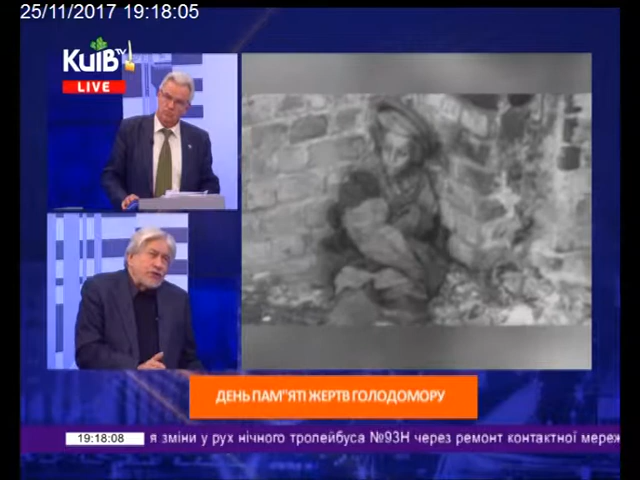 25/11/2017 19:18:05
КиїВ TV
LIVE
ДЕНЬ ПАМ"ЯТІ ЖЕРТВ ГОЛОДОМОРУ
19:18:08
я зміни у рух нічного тролейбуса №93Н через ремонт контактної мереж